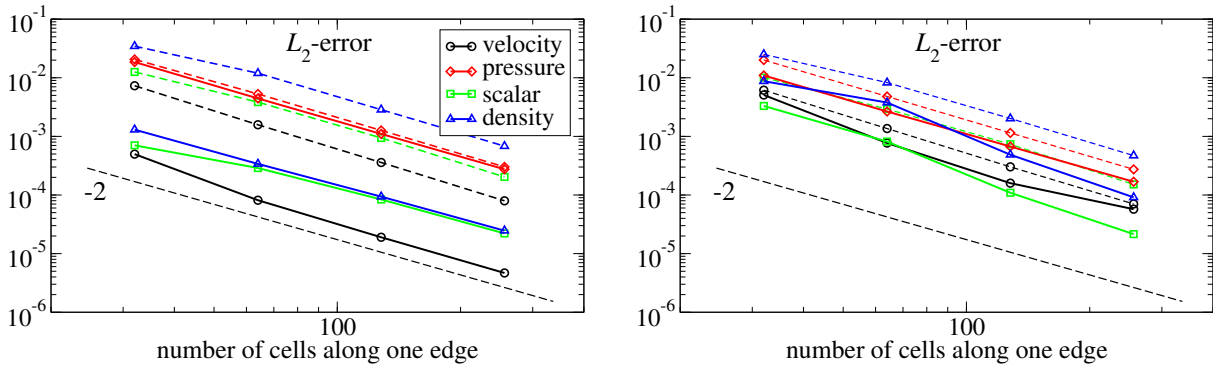 10^-1
10^-2
10^-3
10^-4
10^-5
10^-6
L_2-error
velocity
pressure
scalar
density
-2
100
number of cells along one edge
10^-1
10^-2
10^-3
10^-4
10^-5
10^-6
L_2-error
-2
100
number of cells along one edge